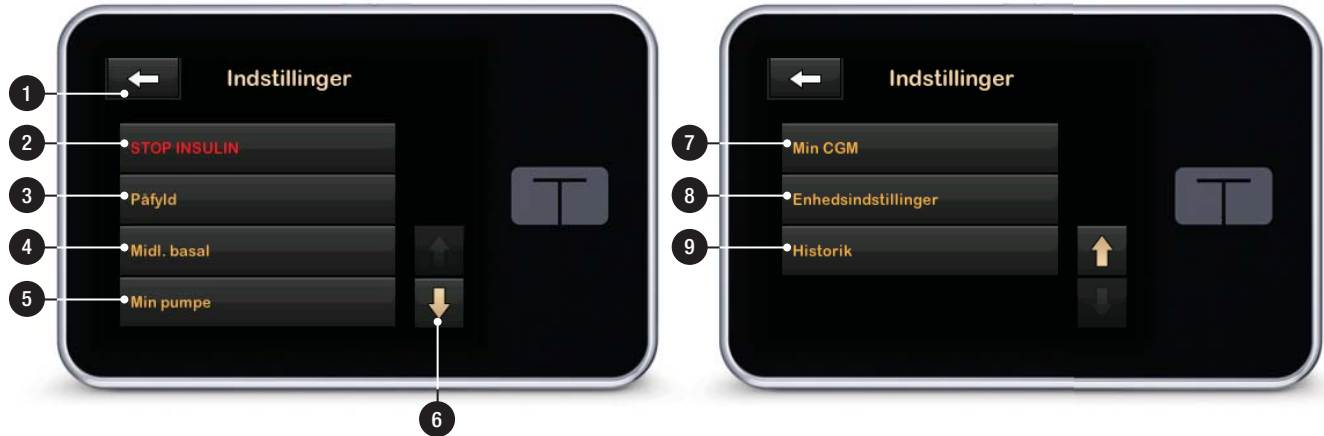 Indstillinger
1
2 STOP INSULIN
3 Påfyld
4 Midl. basal
5 Min pumpe
6
Indstillinger
7 Min CGM
8 Enhedsindstillinger
9 Historik